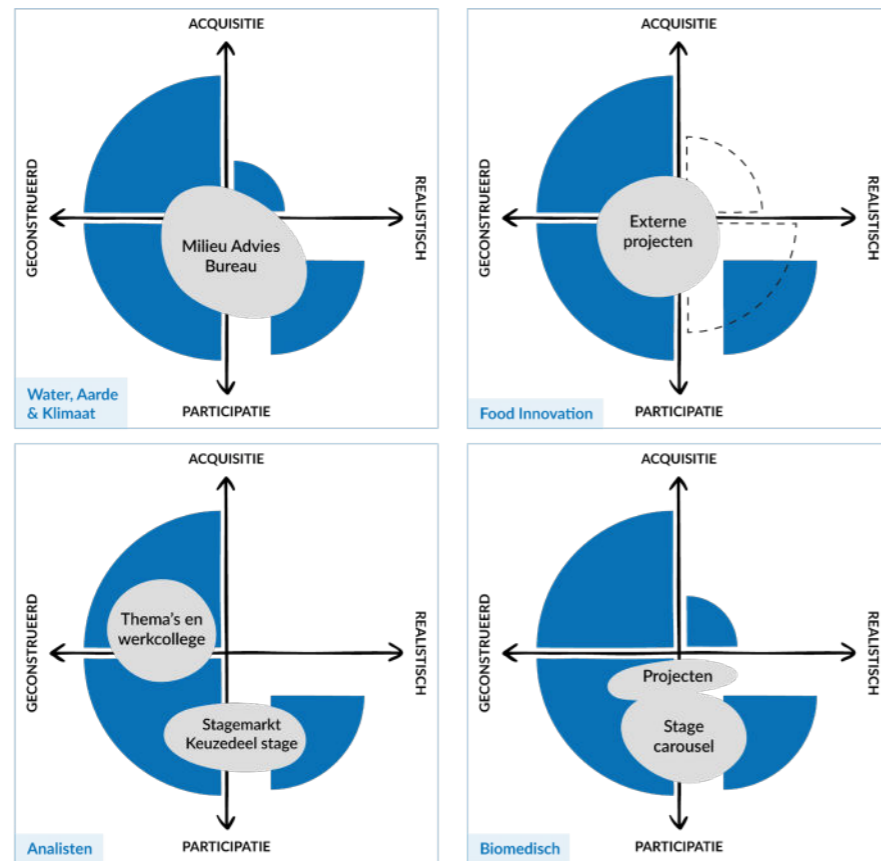 ACQUISITIE
GECONSTRUEERD
REALISTISCH
Milieu Advies
Bureau
PARTICIPATIE
Water, Aarde
& Klimaat
ACQUISITIE
GECONSTRUEERD
REALISTISCH
Externe
projecten
PARTICIPATIE
Food Innovation
ACQUISITIE
GECONSTRUEERD
REALISTISCH
Thema's en
werkcollege
Stagemarkt
Keuzedeel stage
PARTICIPATIE
Analisten
ACQUISITIE
GECONSTRUEERD
REALISTISCH
Projecten
Stage
carousel
PARTICIPATIE
Biomedisch